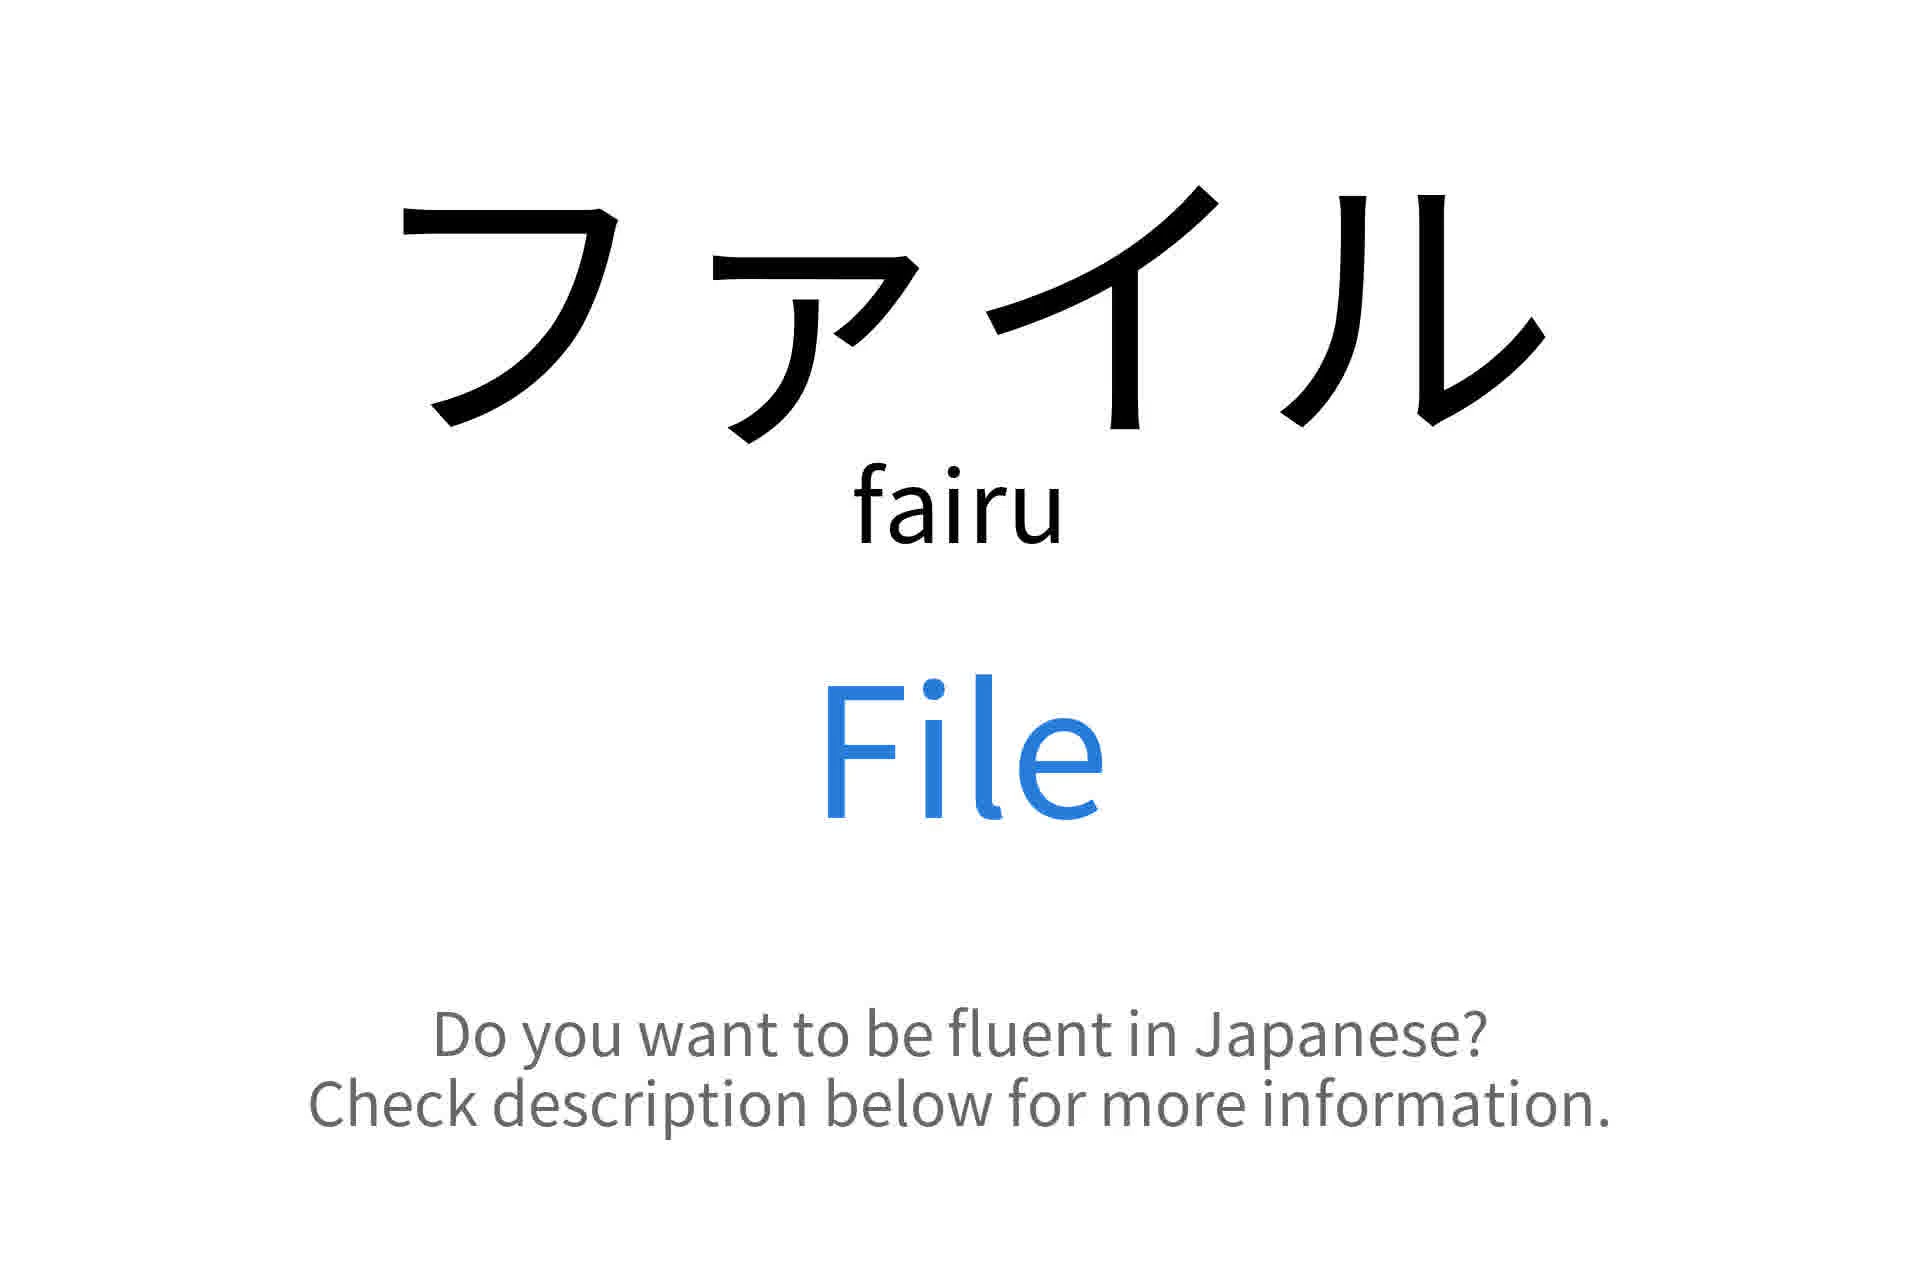 ファイル
fairu
File
Do you want to be fluent in Japanese?
Check description below for more information.